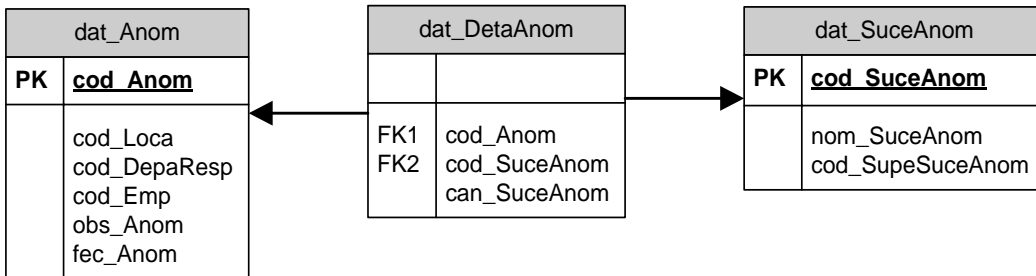 dat_Anom
PK cod_Anom
cod_Loca
cod_DepaResp
cod_Emp
obs_Anom
fec_Anom
dat_DetaAnom
FK1 cod_Anom
FK2 cod_SuceAnom
can_SuceAnom
dat_SuceAnom
PK cod_SuceAnom
nom_SuceAnom
cod_SupeSuceAnom